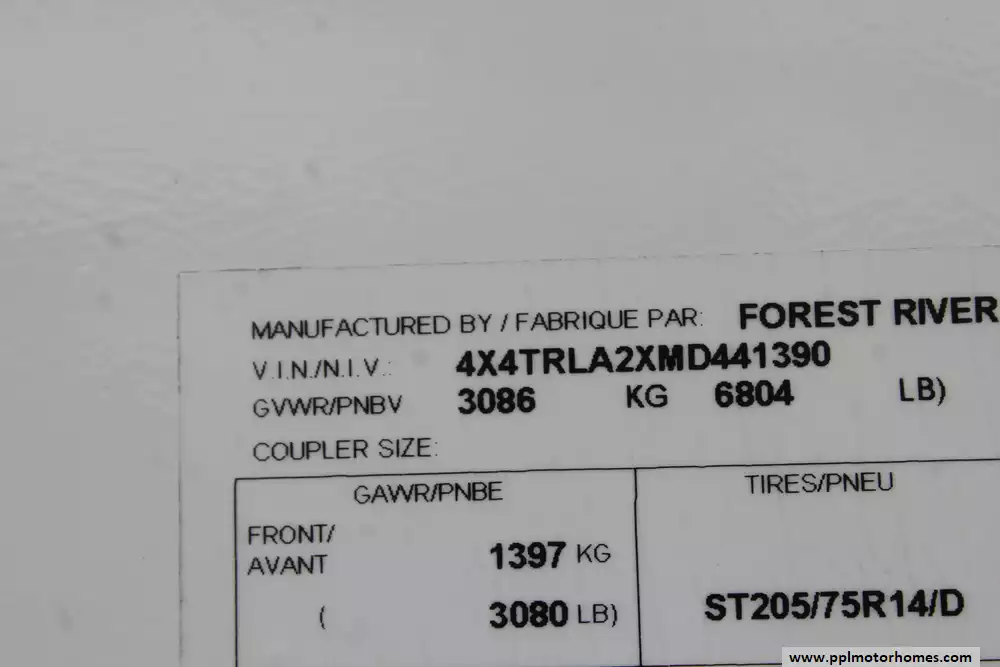 MANUFACTURED BY / FABRIQUE PAR: FOREST RIVER
V.I.N./N.I.V.: 4X4TRLA2XMD441390
GVWR/PNBV 3086 KG 6804 LB)
COUPLER SIZE:
GAWR/PNBE TIRES/PNEU
FRONT/
AVANT 1397 KG
( 3080 LB) ST205/75R14/D
www.pplmotorhomes.com